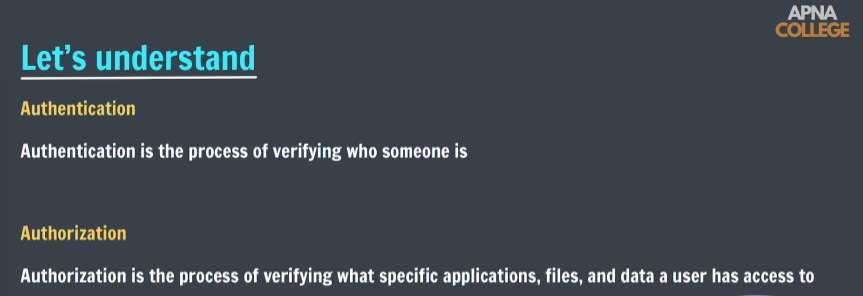 APNA
COLLEGE
Let's understand
Authentication
Authentication is the process of verifying who someone is
Authorization
Authorization is the process of verifying what specific applications, files, and data a user has access to